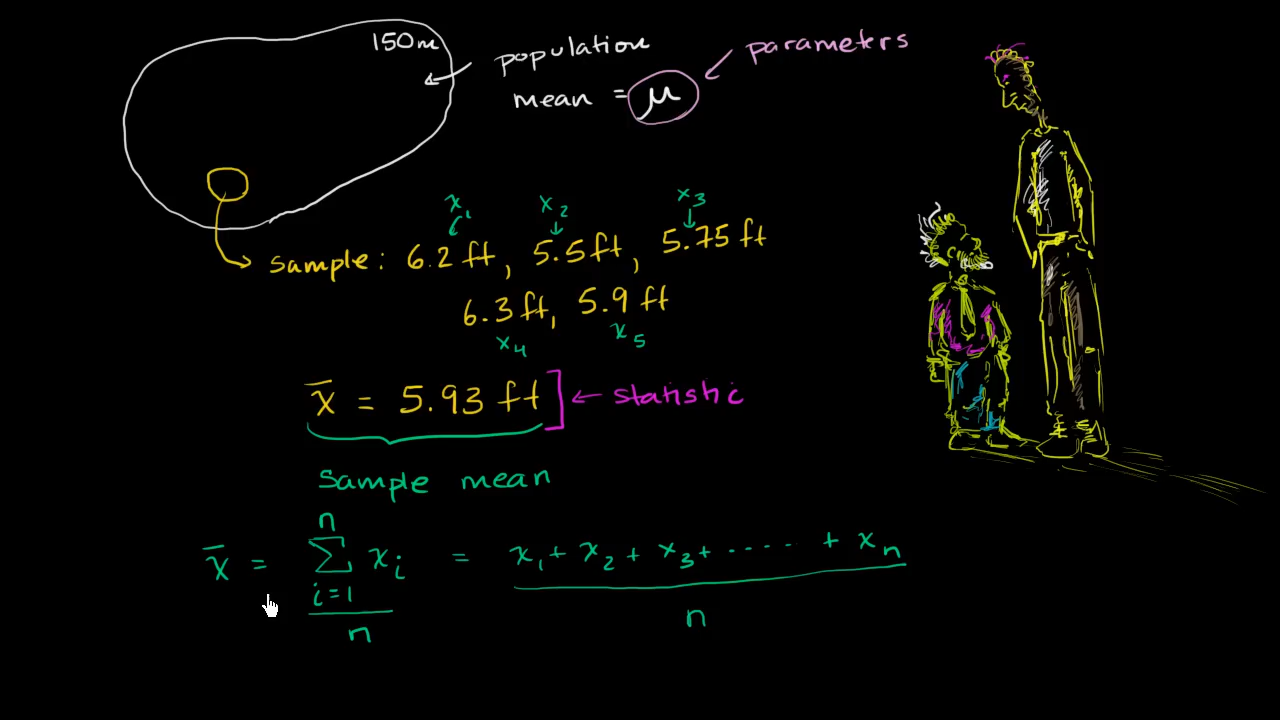 150m
population
mean = μ
parameters
x₁ x₂ x₃
sample: 6.2 ft, 5.5 ft, 5.75 ft
6.3 ft, 5.9 ft
x₄ x₅
x̄ = 5.93 ft ← statistic
sample mean
x̄ = ∑ᵢ₌₁ⁿ xᵢ / n = x₁ + x₂ + x₃ + ..... + xₙ / n